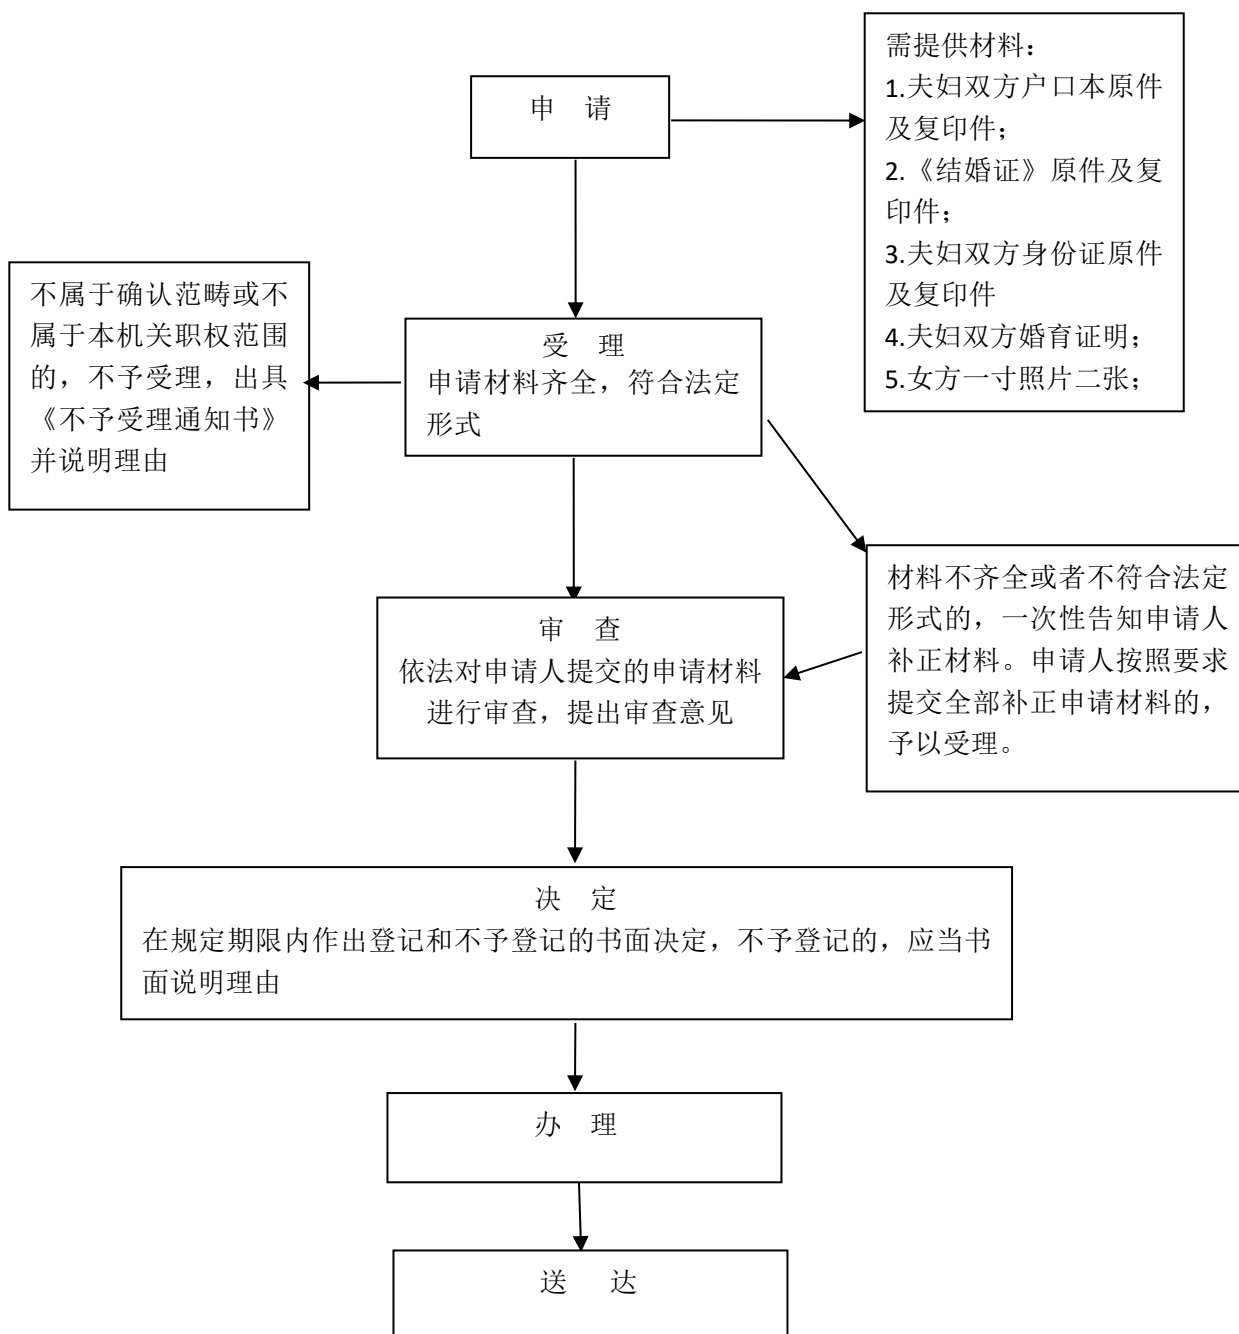 申 请
需提供材料：
1.夫妇双方户口本原件
及复印件；
2.《结婚证》原件及复
印件；
3.夫妇双方身份证原件
及复印件
4.夫妇双方婚育证明；
5.女方一寸照片二张；
不属于确认范畴或不
属于本机关职权范围
的，不予受理，出具
《不予受理通知书》
并说明理由
受 理
申请材料齐全，符合法定
形式
材料不齐全或者不符合法定
形式的，一次性告知申请人
补正材料。申请人按照要求
提交全部补正申请材料的，
予以受理。
审 查
依法对申请人提交的申请材料
进行审查，提出审查意见
决 定
在规定期限内作出登记和不予登记的书面决定，不予登记的，应当书
面说明理由
办 理
送 达